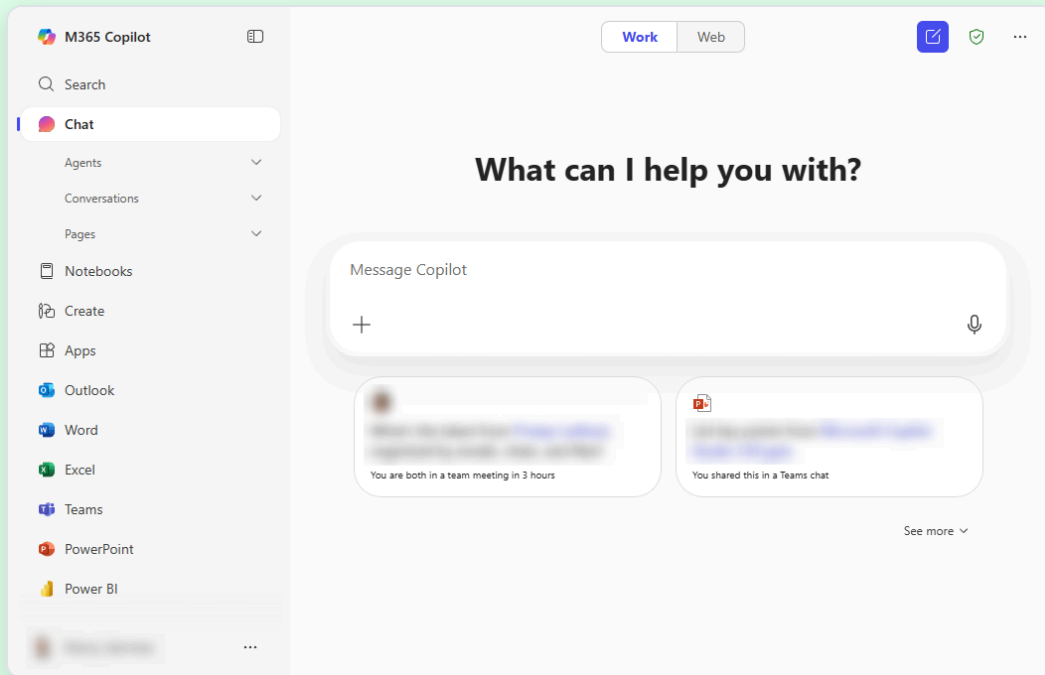 M365 Copilot
Search
Chat
Agents
Conversations
Pages
Notebooks
Create
Apps
Outlook
Word
Excel
Teams
PowerPoint
Power BI
Work
Web
What can I help you with?
Message Copilot
You are both in a team meeting in 3 hours
You shared this in a Teams chat
See more